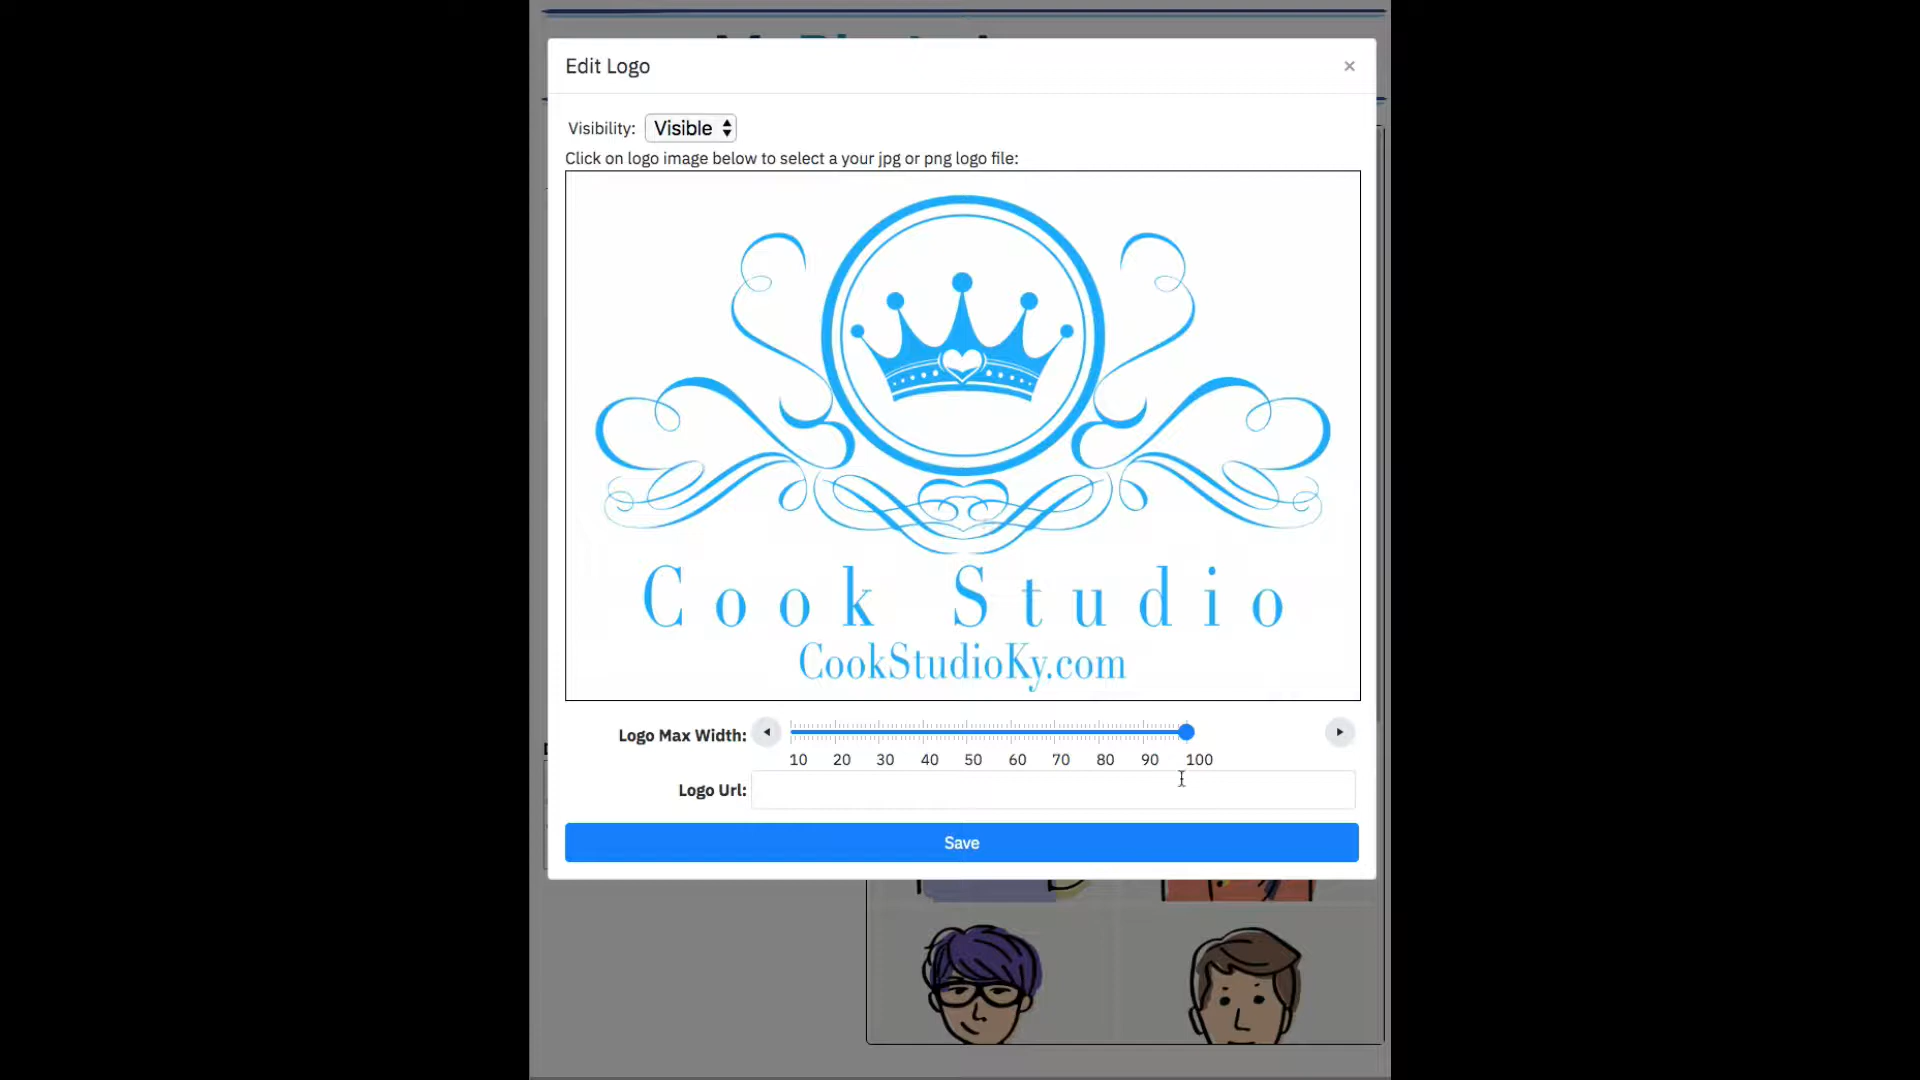 Edit Logo
×
Visibility: Visible
Click on logo image below to select a your jpg or png logo file:
Cook Studio
CookStudioKy.com
Logo Max Width:
10 20 30 40 50 60 70 80 90 100
Logo Url:
Save